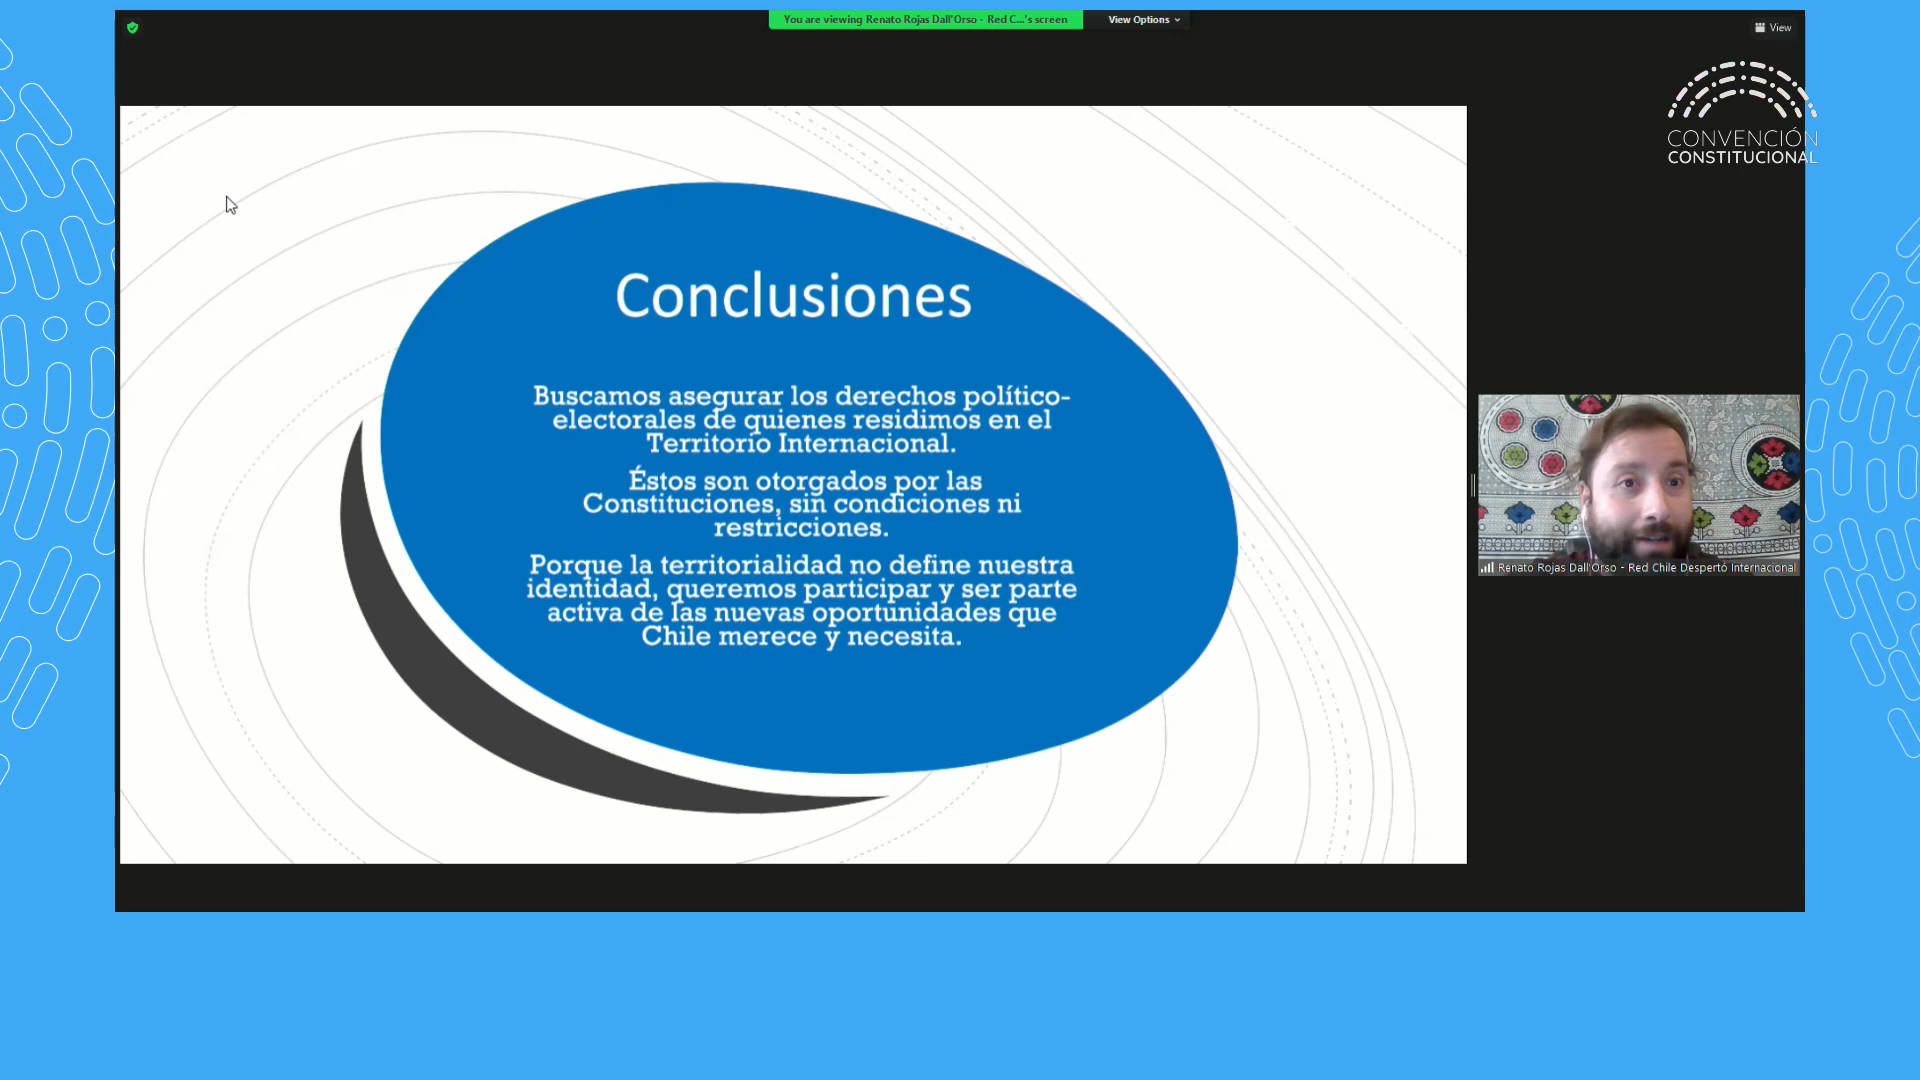 You are viewing Renato Rojas Dall'Orso - Red C...'s screen
View Options
View
CONVENCIÓN
CONSTITUCIONAL
Conclusiones
Buscamos asegurar los derechos político-
electorales de quienes residimos en el
Territorio Internacional.
Éstos son otorgados por las
Constituciones, sin condiciones ni
restricciones.
Porque la territorialidad no define nuestra
identidad, queremos participar y ser parte
activa de las nuevas oportunidades que
Chile merece y necesita.
Renato Rojas Dall'Orso - Red Chile Despertó Internacional